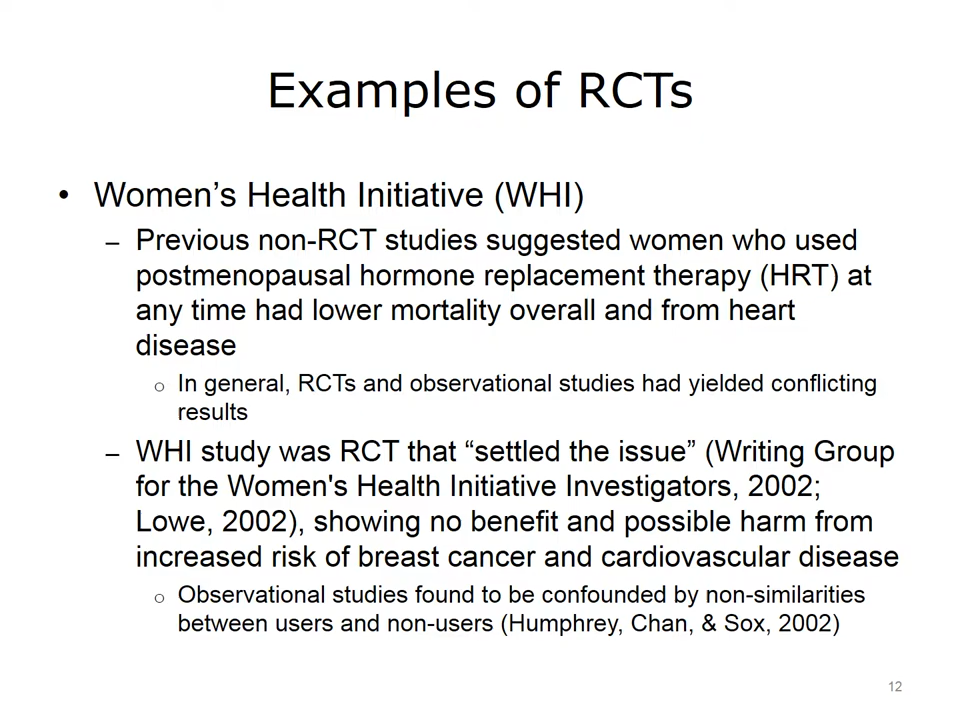 Examples of RCTs
• Women’s Health Initiative (WHI)
– Previous non-RCT studies suggested women who used
postmenopausal hormone replacement therapy (HRT) at
any time had lower mortality overall and from heart
disease
○ In general, RCTs and observational studies had yielded conflicting
results
– WHI study was RCT that “settled the issue” (Writing Group
for the Women's Health Initiative Investigators, 2002;
Lowe, 2002), showing no benefit and possible harm from
increased risk of breast cancer and cardiovascular disease
○ Observational studies found to be confounded by non-similarities
between users and non-users (Humphrey, Chan, & Sox, 2002)
12